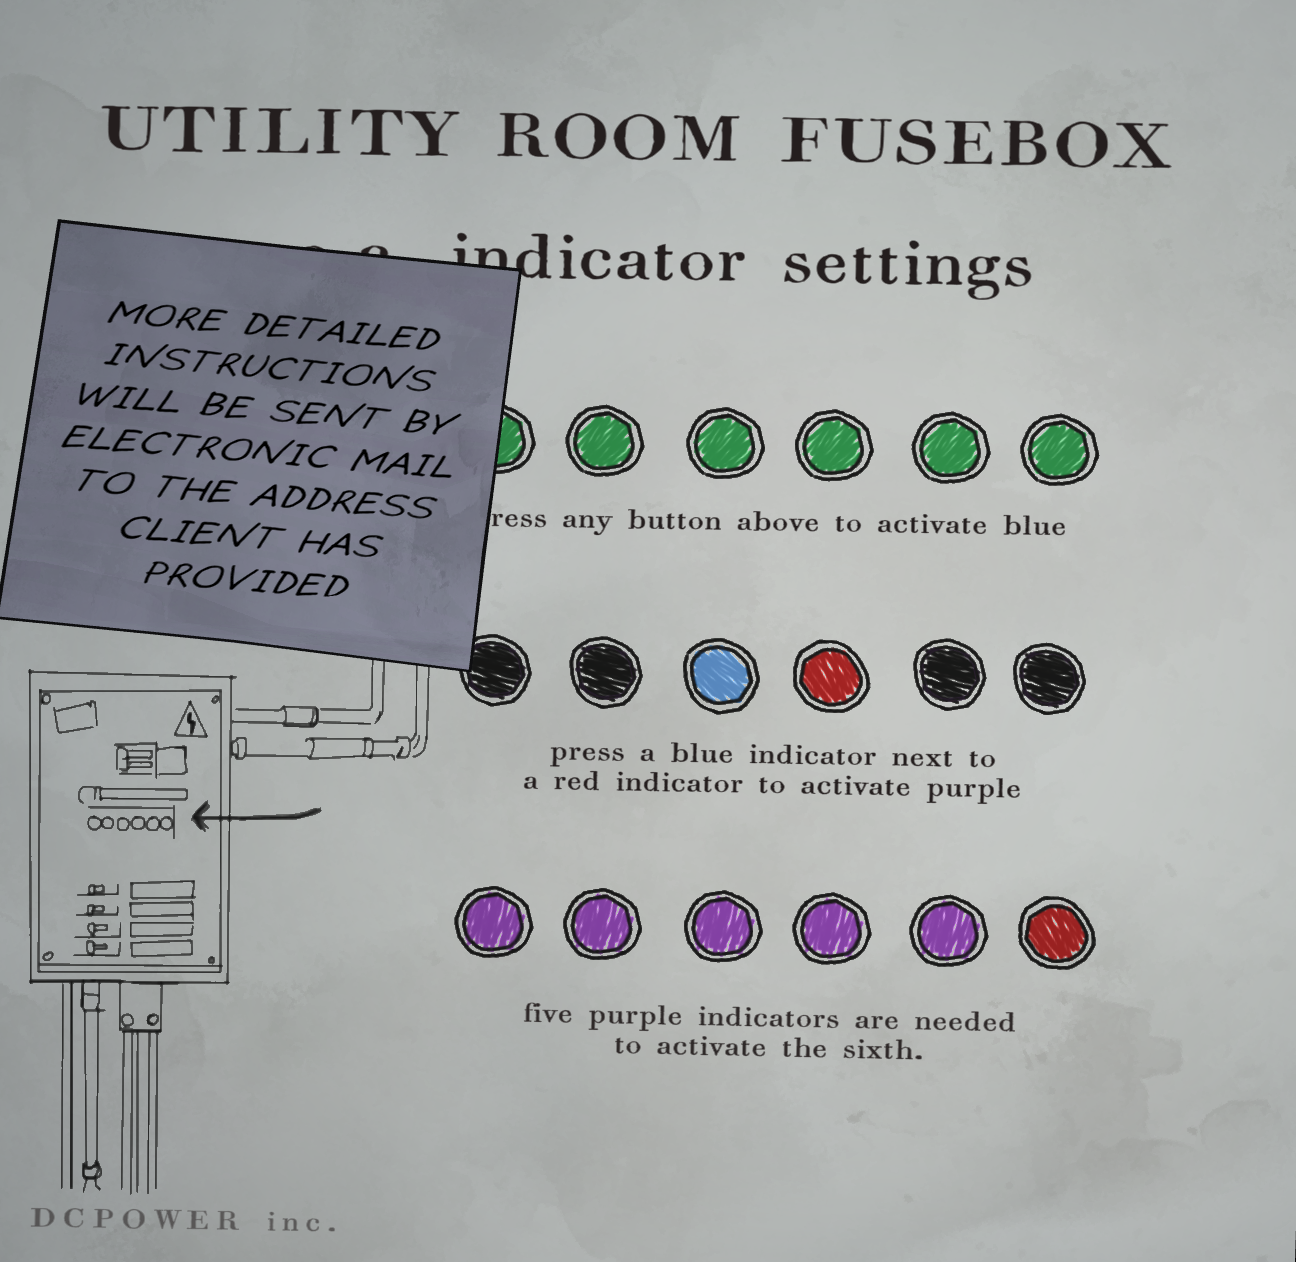 UTILITY ROOM FUSEBOX
indicator settings
MORE DETAILED
INSTRUCTIONS
WILL BE SENT BY
ELECTRONIC MAIL
TO THE ADDRESS
CLIENT HAS
PROVIDED
ress any button above to activate blue
press a blue indicator next to
a red indicator to activate purple
five purple indicators are needed
to activate the sixth.
DCPOWER inc.